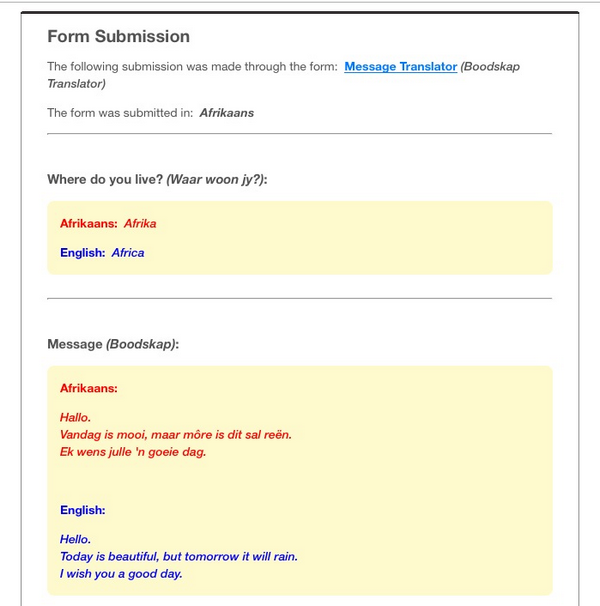 Form Submission
The following submission was made through the form: Message Translator (Boodskap
Translator)
The form was submitted in: Afrikaans
Where do you live? (Waar woon jy?):
Afrikaans: Afrika
English: Africa
Message (Boodskap):
Afrikaans:
Hallo.
Vandag is mooi, maar môre is dit sal reën.
Ek wens julle 'n goeie dag.
English:
Hello.
Today is beautiful, but tomorrow it will rain.
I wish you a good day.